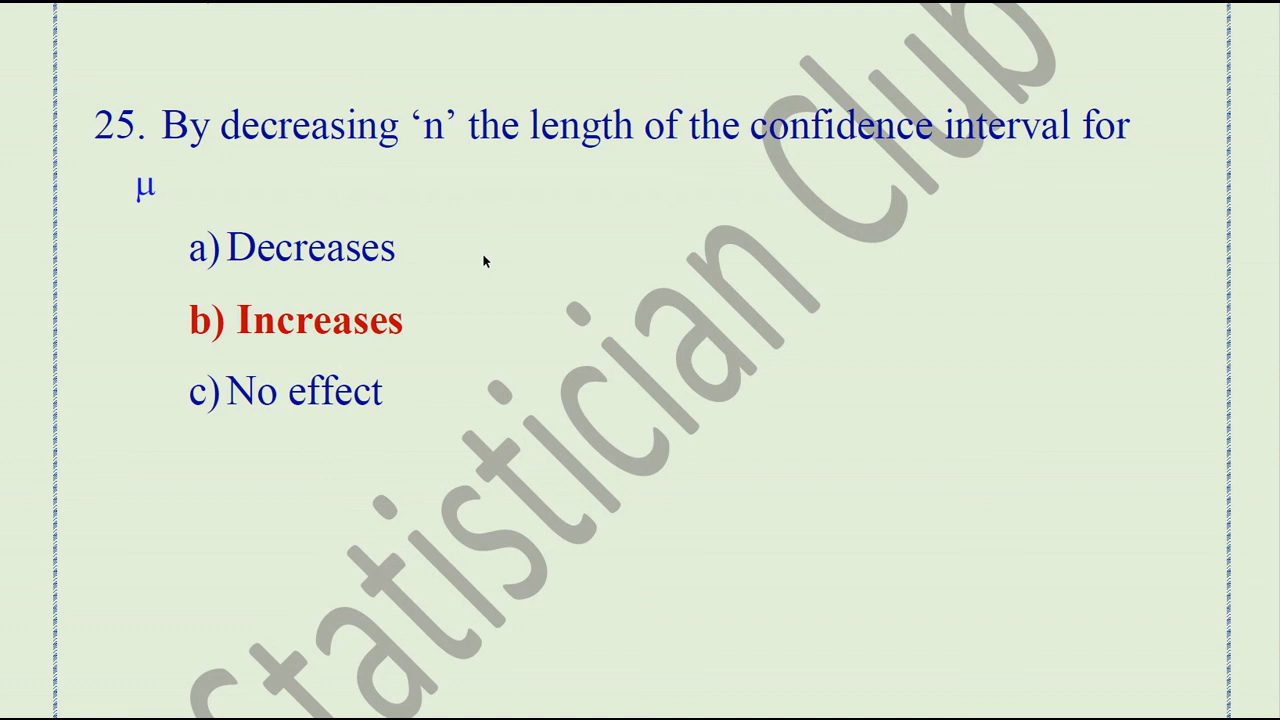 25. By decreasing ‘n’ the length of the confidence interval for
μ
a) Decreases
b) Increases
c) No effect
Statistician Club